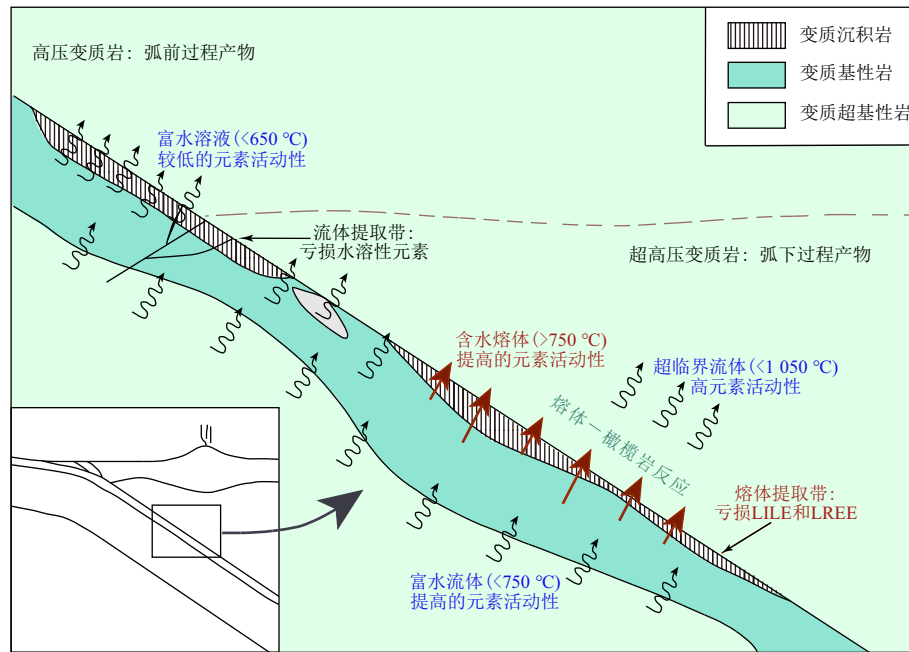 高压变质岩：弧前过程产物
变质沉积岩
变质基性岩
变质超基性岩
富水溶液(<650 ℃)
较低的元素活动性
流体提取带：
亏损水溶性元素
超高压变质岩：弧下过程产物
含水熔体(>750 ℃)
提高的元素活动性
超临界流体(<1 050 ℃)
高元素活动性
熔体－橄榄岩反应
熔体提取带：
亏损LILE和LREE
富水流体(<750 ℃)
提高的元素活动性